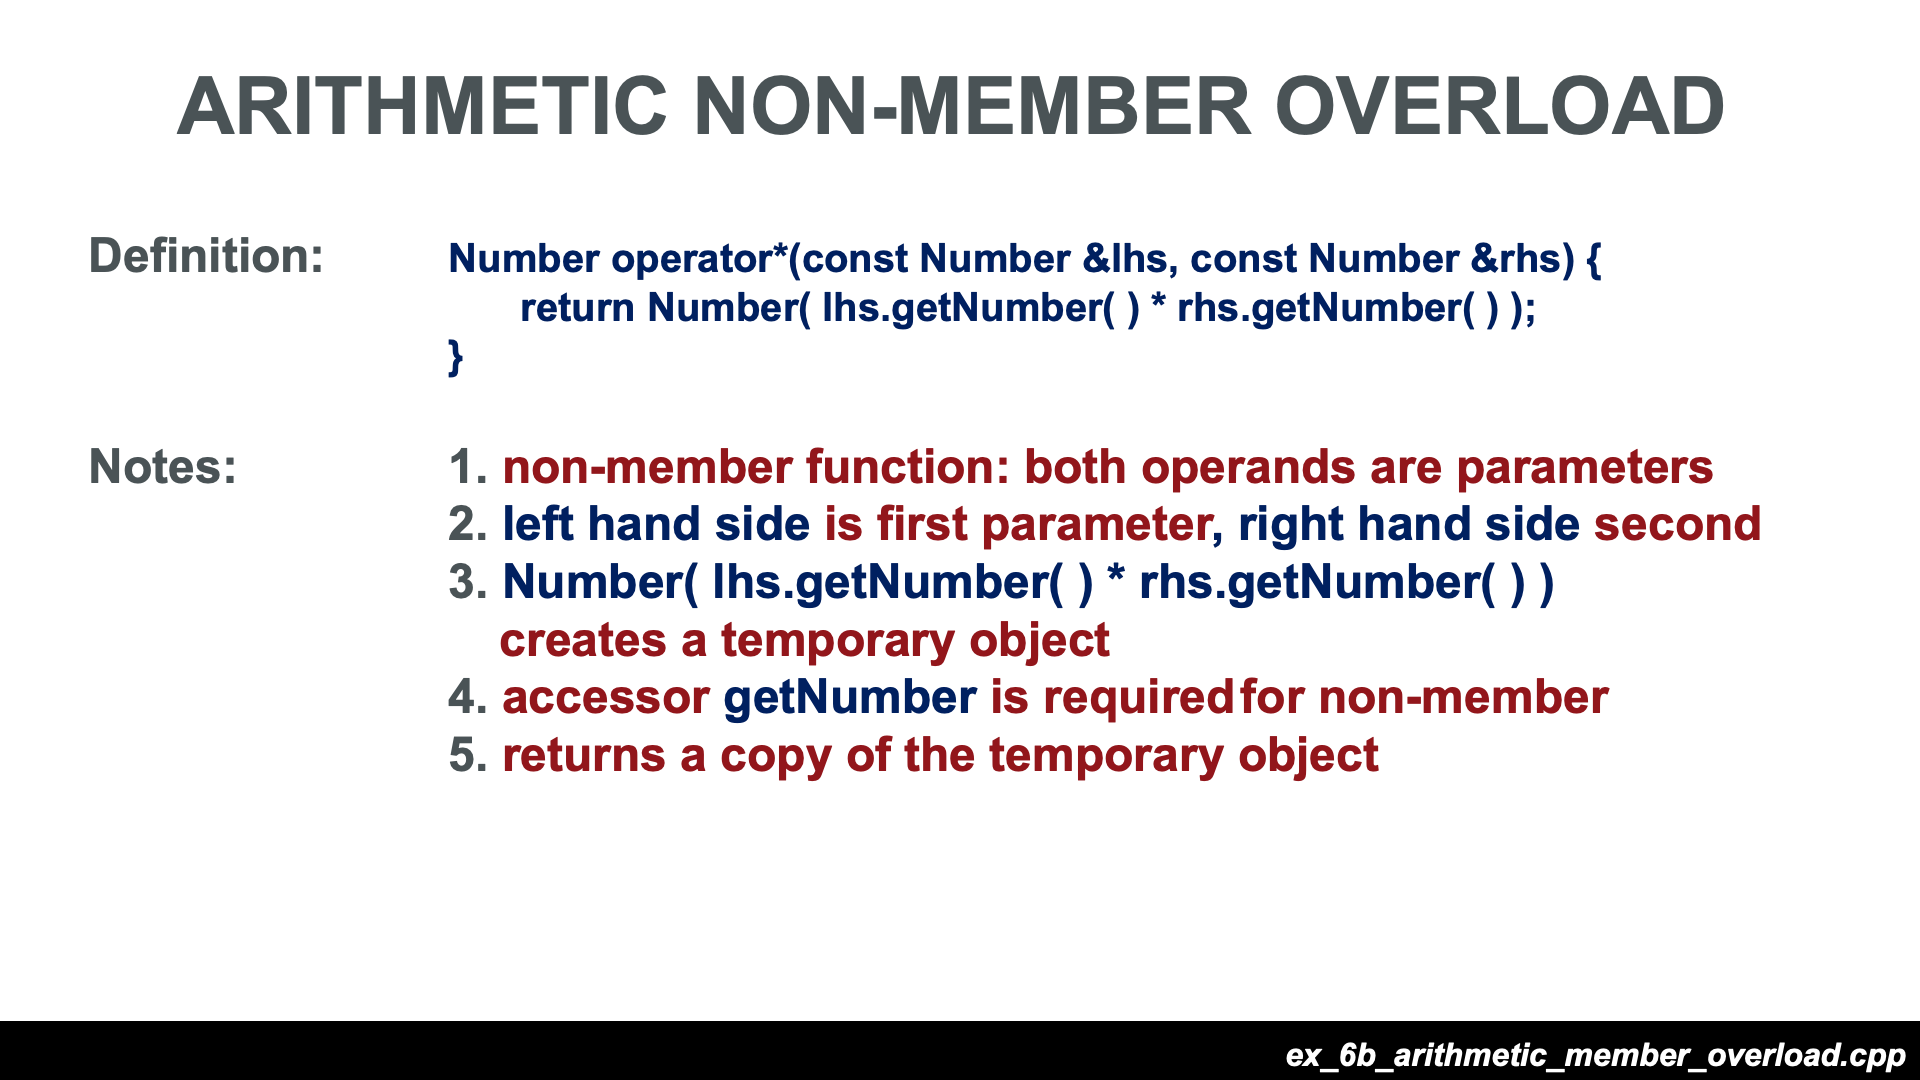 ARITHMETIC NON-MEMBER OVERLOAD
Definition: Number operator*(const Number &lhs, const Number &rhs) {
return Number( lhs.getNumber( ) * rhs.getNumber( ) );
}
Notes: 1. non-member function: both operands are parameters
2. left hand side is first parameter, right hand side second
3. Number( lhs.getNumber( ) * rhs.getNumber( ) )
creates a temporary object
4. accessor getNumber is required for non-member
5. returns a copy of the temporary object
ex_6b_arithmetic_member_overload.cpp